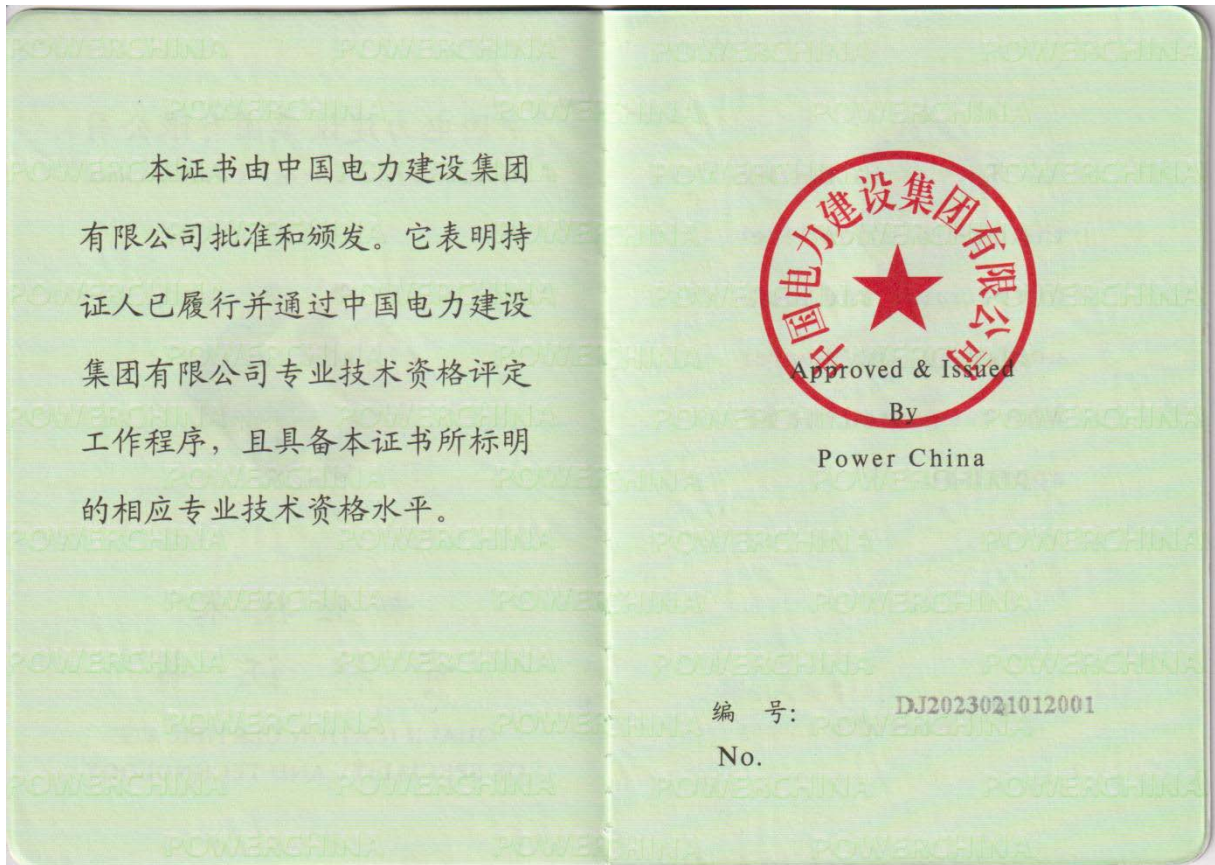 本证书由中国电力建设集团
有限公司批准和颁发。它表明持
证人已履行并通过中国电力建设
集团有限公司专业技术资格评定
工作程序，且具备本证书所标明
的相应专业技术资格水平。
中国电力建设集团有限公司
Approved & Issued
By
Power China
编 号: DJ2023021012001
No.
POWERCHINA